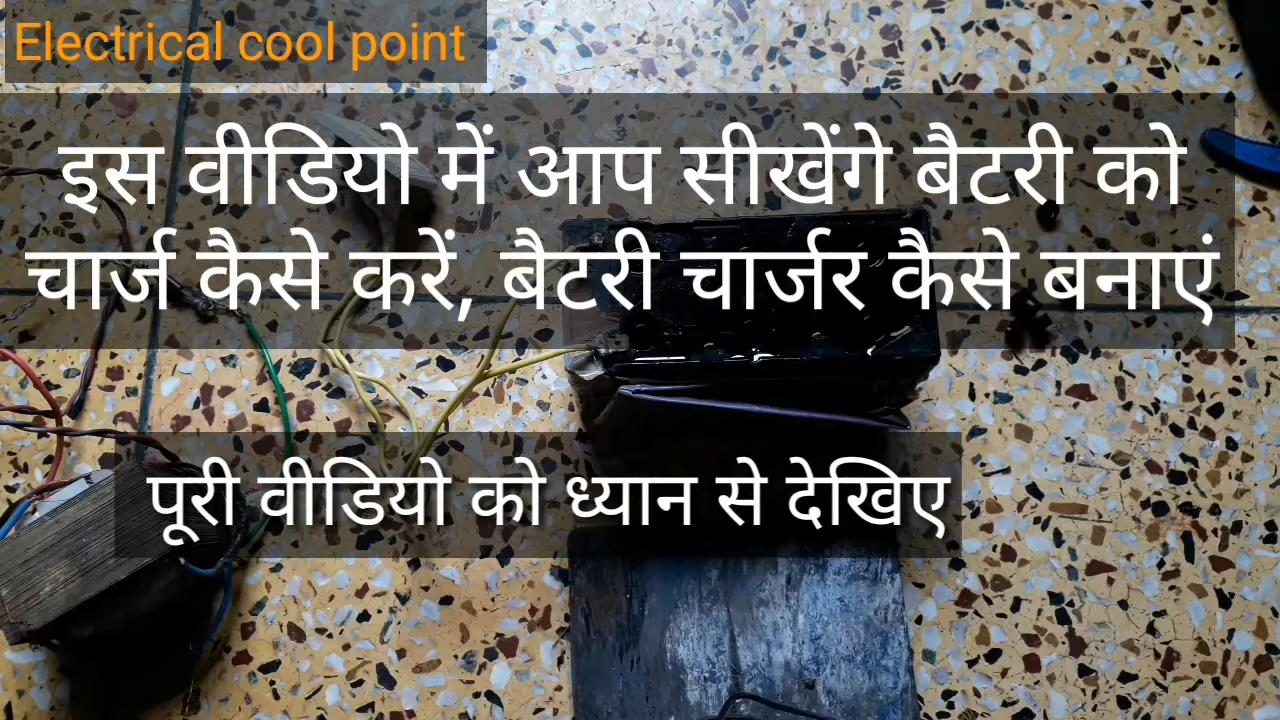 Electrical cool point
इस वीडियो में आप सीखेंगे बैटरी को
चार्ज कैसे करें, बैटरी चार्जर कैसे बनाएं
पूरी वीडियो को ध्यान से देखिए